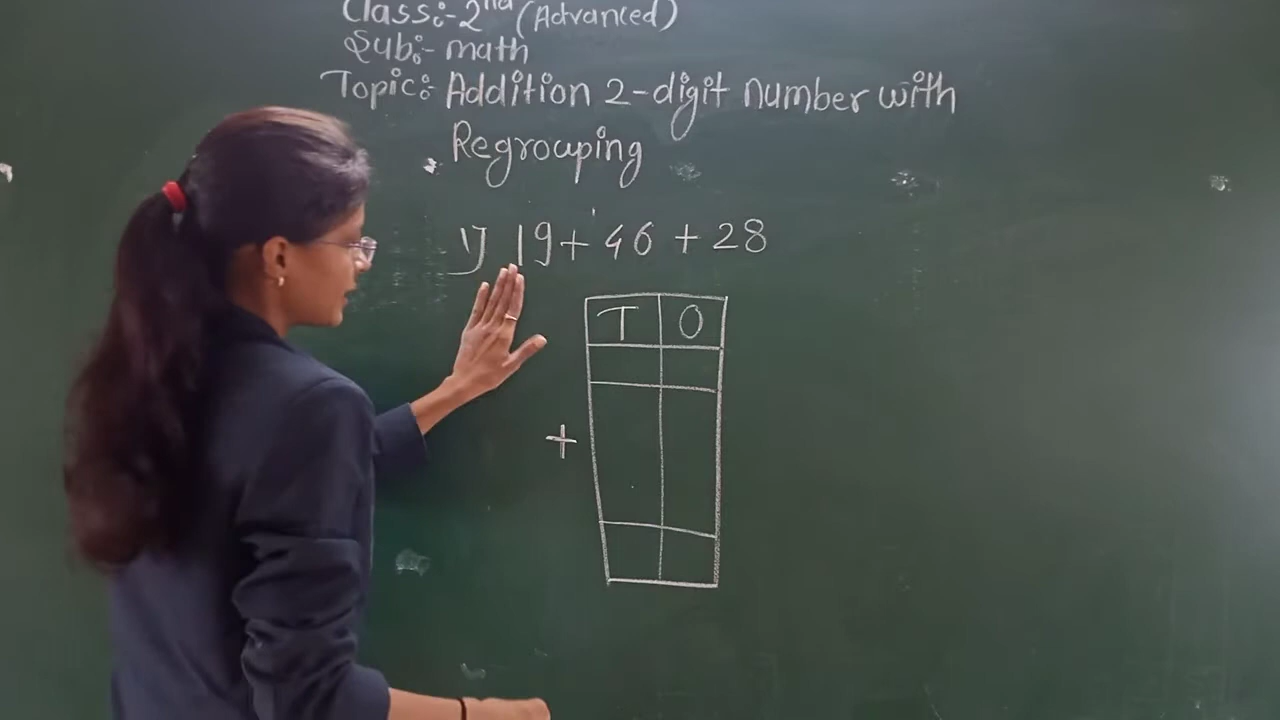 Class:-2nd (Advanced)
Sub:- math
Topic: Addition 2-digit number with
Regrouping
1) 19+ 46 + 28
T O
+